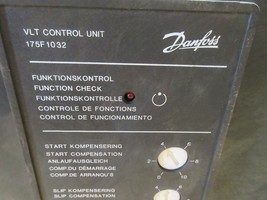 VLT CONTROL UNIT
175F1032
Danfoss
FUNKTIONSKONTROL
FUNCTION CHECK
FUNKTIONSKONTROLLE
CONTROLE DE FONCTIONS
CONTROL DE FUNCIONAMIENTO
START KOMPENSERING
START COMPENSATION
ANLAUFAUSGLEICH
COMP.DU DÉMARRAGE
COMP.DE ARRANQUE
SLIP KOMPENSERING
SLIP COMPENSATION